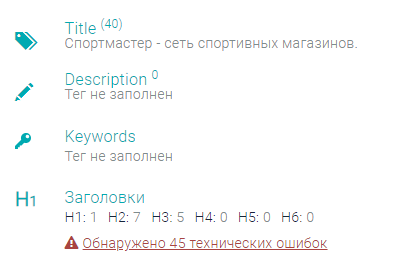 Title (40)
Спортмастер - сеть спортивных магазинов.
Description 0
Тег не заполнен
Keywords
Тег не заполнен
H1 Заголовки
H1: 1 H2: 7 H3: 5 H4: 0 H5: 0 H6: 0
Обнаружено 45 технических ошибок